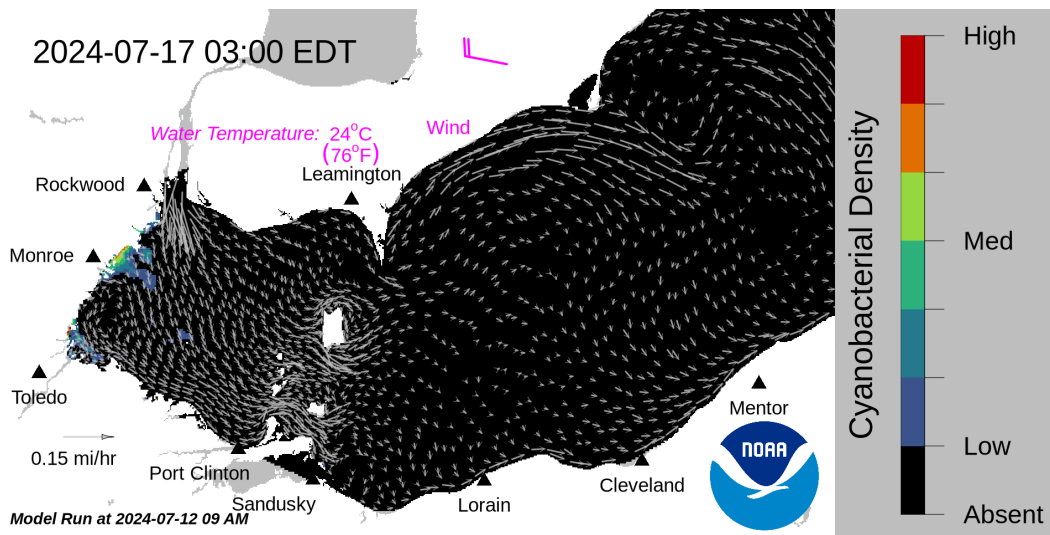 2024-07-17 03:00 EDT
High
Cyanobacterial Density
Wind
Water Temperature: 24°C
(76°F)
Leamington
Rockwood
Monroe
Med
Toledo
Mentor
0.15 mi/hr
NOAA
Low
Port Clinton
Cleveland
Sandusky
Lorain
Model Run at 2024-07-12 09 AM
Absent